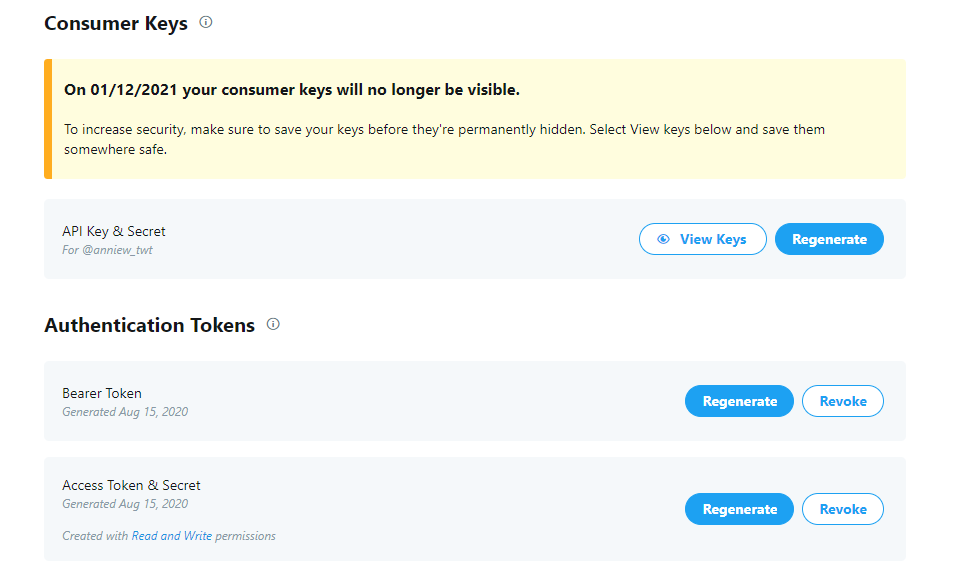 Consumer Keys
On 01/12/2021 your consumer keys will no longer be visible.
To increase security, make sure to save your keys before they're permanently hidden. Select View keys below and save them
somewhere safe.
API Key & Secret
For @anniew_twt
View Keys
Regenerate
Authentication Tokens
Bearer Token
Generated Aug 15, 2020
Regenerate
Revoke
Access Token & Secret
Generated Aug 15, 2020
Created with Read and Write permissions
Regenerate
Revoke